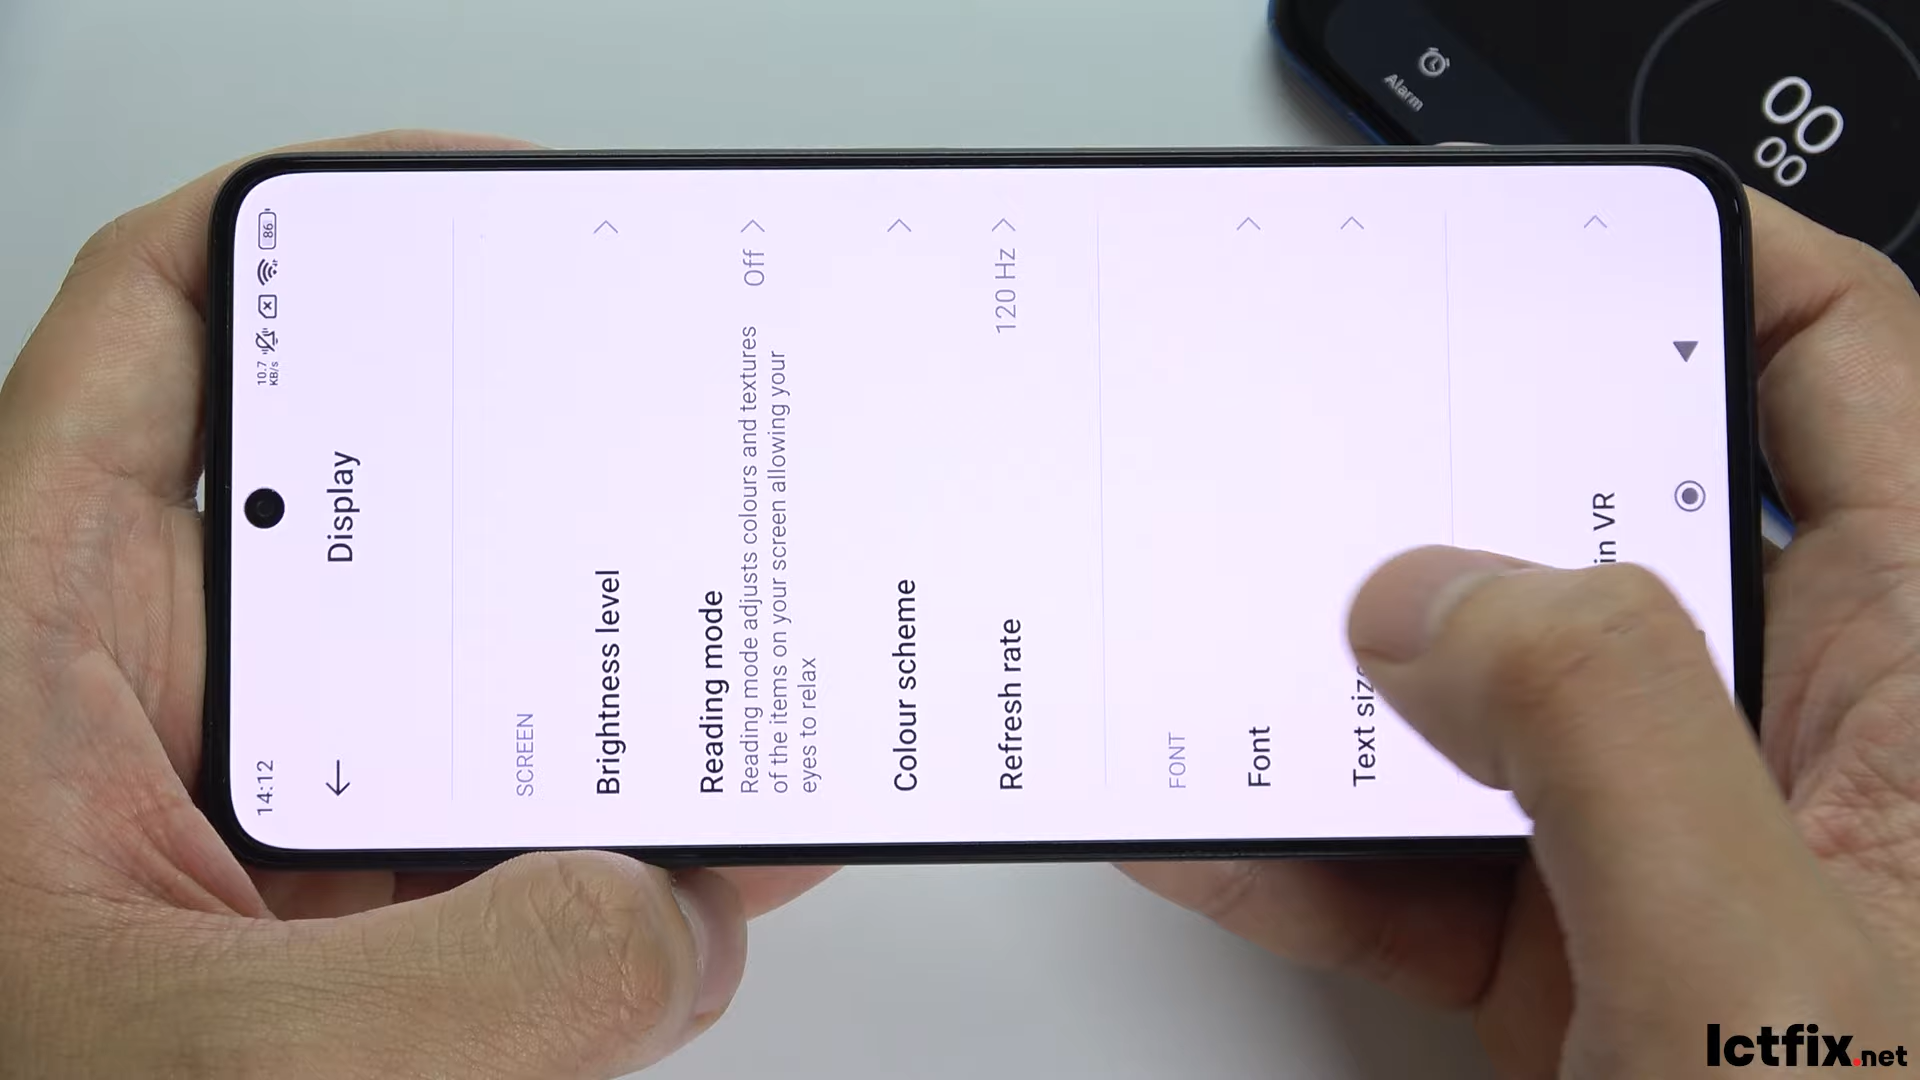 14:12
10.7
KB/s
86
Display
SCREEN
Brightness level
Reading mode
Off
Reading mode adjusts colours and textures
of the items on your screen allowing your
eyes to relax
Colour scheme
Refresh rate
120 Hz
FONT
Font
Text size
in VR
Alarm
00
00
Ictfix.net